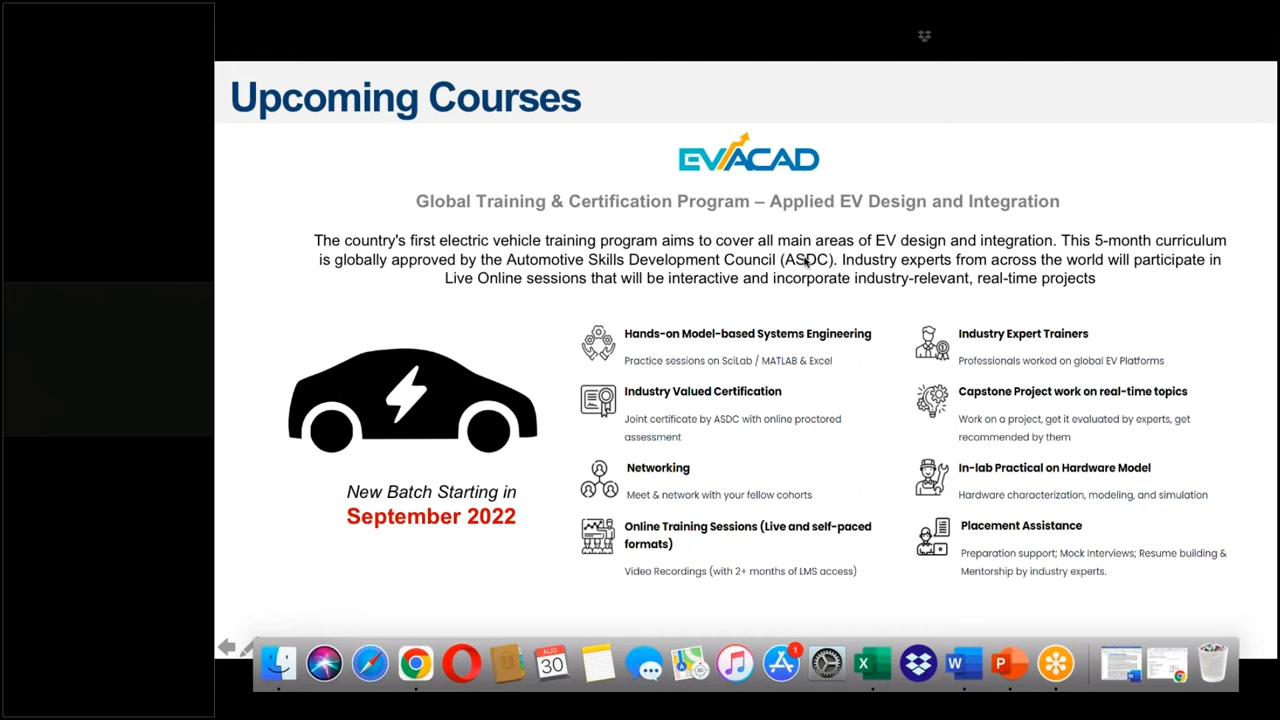 Upcoming Courses
EVACAD
Global Training & Certification Program – Applied EV Design and Integration
The country's first electric vehicle training program aims to cover all main areas of EV design and integration. This 5-month curriculum
is globally approved by the Automotive Skills Development Council (ASDC). Industry experts from across the world will participate in
Live Online sessions that will be interactive and incorporate industry-relevant, real-time projects
Hands-on Model-based Systems Engineering
Practice sessions on SciLab / MATLAB & Excel
Industry Valued Certification
Joint certificate by ASDC with online proctored
assessment
Networking
Meet & network with your fellow cohorts
Online Training Sessions (Live and self-paced
formats)
Video Recordings (with 2+ months of LMS access)
Industry Expert Trainers
Professionals worked on global EV Platforms
Capstone Project work on real-time topics
Work on a project, get it evaluated by experts, get
recommended by them
In-lab Practical on Hardware Model
Hardware characterization, modeling, and simulation
Placement Assistance
Preparation support; Mock Interviews; Resume building &
Mentorship by industry experts.
New Batch Starting in
September 2022
AUG
30
1
X
W
P